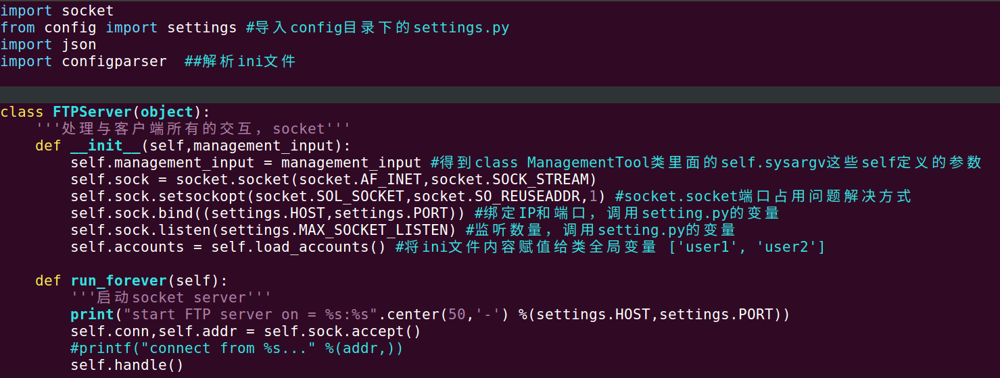 import socket
from config import settings #导入config目录下的settings.py
import json
import configparser  ##解析ini文件
class FTPServer(object):
    '''处理与客户端所有的交互，socket'''
    def __init__(self,management_input):
        self.management_input = management_input #得到class ManagementTool类里面的self.sysargv这些self定义的参数
        self.sock = socket.socket(socket.AF_INET,socket.SOCK_STREAM)
        self.sock.setsockopt(socket.SOL_SOCKET,socket.SO_REUSEADDR,1) #socket.socket端口占用问题解决方式
        self.sock.bind((settings.HOST,settings.PORT)) #绑定IP和端口，调用setting.py的变量
        self.sock.listen(settings.MAX_SOCKET_LISTEN) #监听数量，调用setting.py的变量
        self.accounts = self.load_accounts() #将ini文件内容赋值给类全局变量 ['user1', 'user2']
    def run_forever(self):
        '''启动socket server'''
        print("start FTP server on = %s:%s".center(50,'-') %(settings.HOST,settings.PORT))
        self.conn,self.addr = self.sock.accept()
        #printf("connect from %s..." %(addr,))
        self.handle()